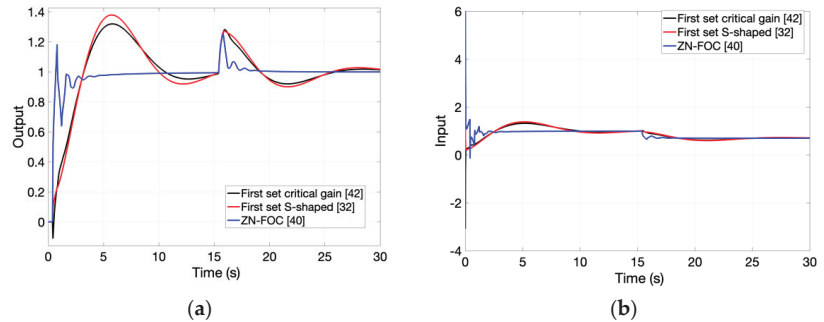 1.4
1.2
1
0.8
0.6
0.4
0.2
0
Output
0 5 10 15 20 25 30
Time (s)
First set critical gain [42]
First set S-shaped [32]
ZN-FOC [40]
(a)
6
4
2
0
-2
-4
Input
0 5 10 15 20 25 30
Time (s)
First set critical gain [42]
First set S-shaped [32]
ZN-FOC [40]
(b)